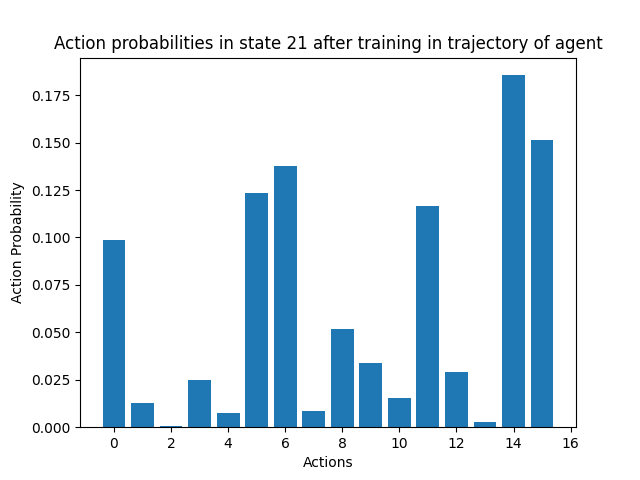 Action probabilities in state 21 after training in trajectory of agent
0.175
0.150
0.125
0.100
0.075
0.050
0.025
0.000
Action Probability
0 2 4 6 8 10 12 14 16
Actions